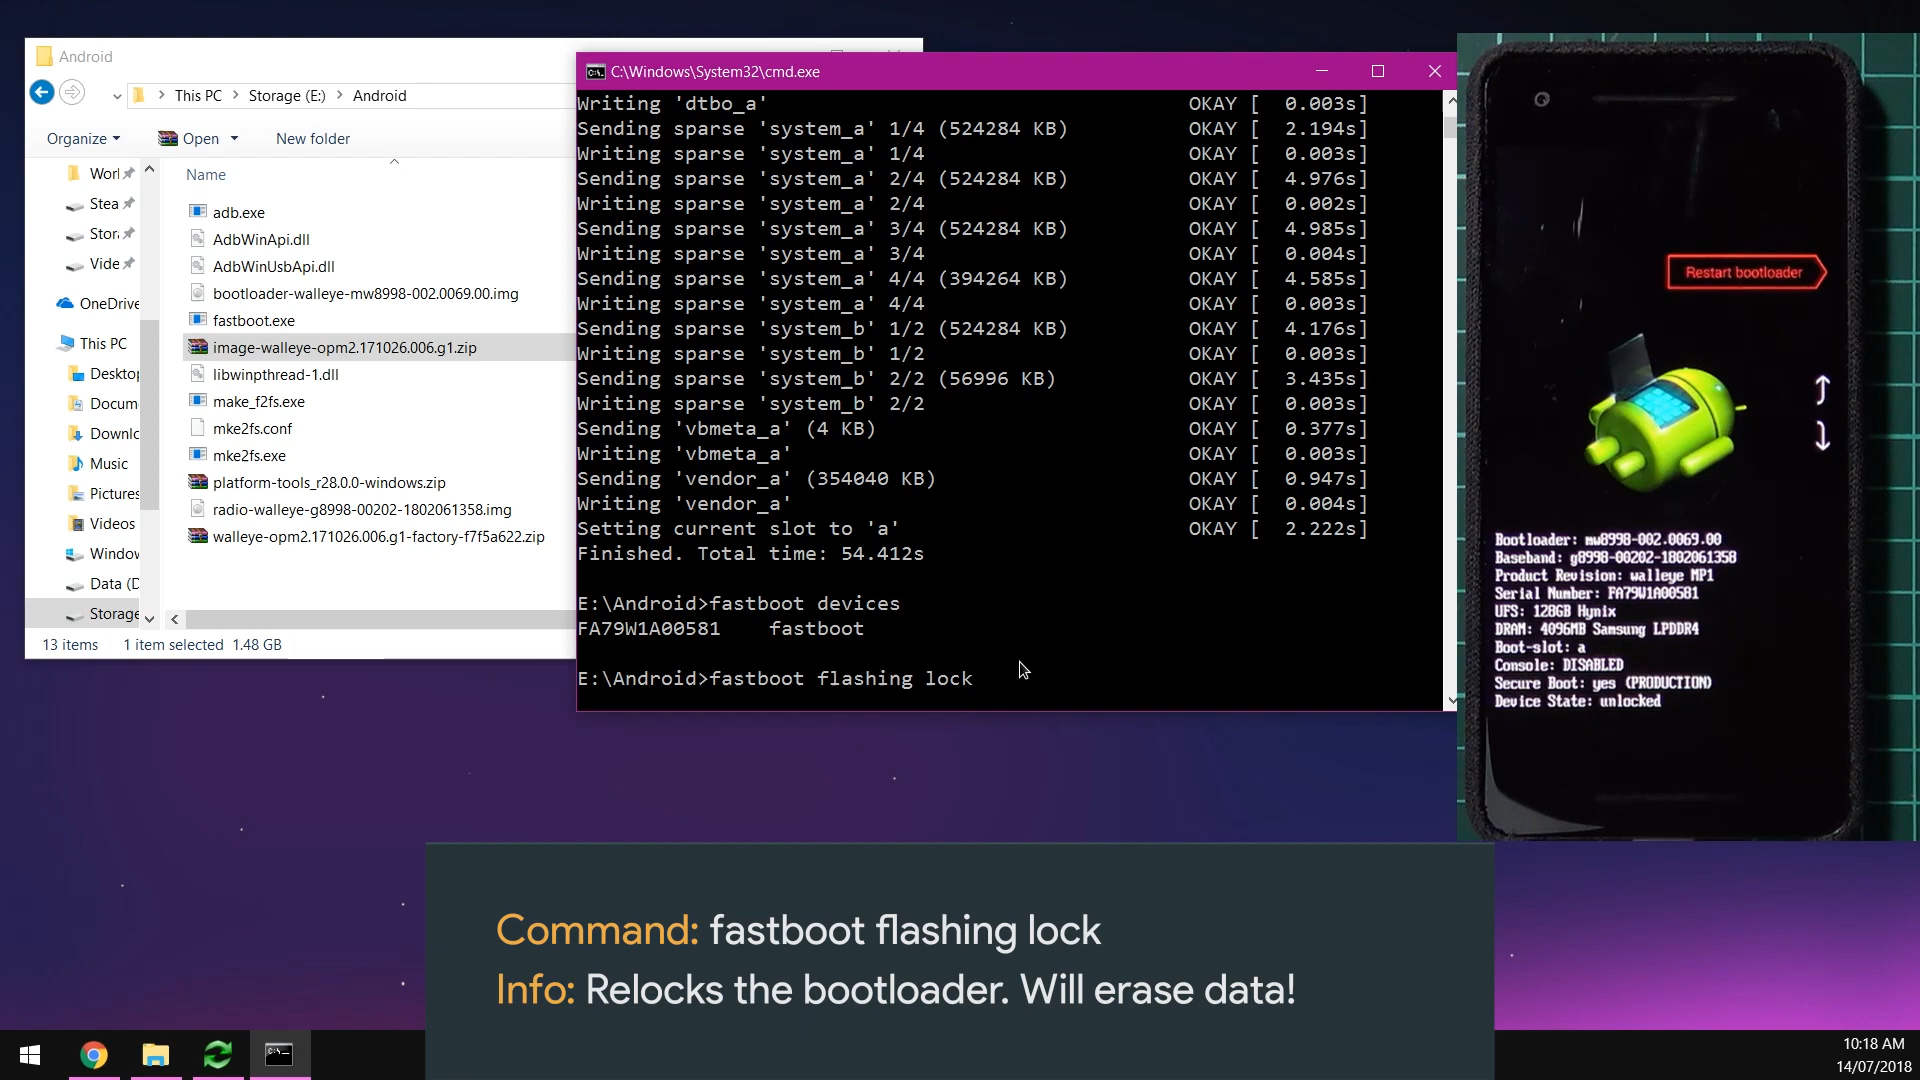 Android
This PC > Storage (E:) > Android
Organize Open New folder
Name
Worl
Stea
Stor
Vide
OneDrive
This PC
Desktop
Docum
Downlc
Music
Pictures
Videos
Window
Data (D
Storage
adb.exe
AdbWinApi.dll
AdbWinUsbApi.dll
bootloader-walleye-mw8998-002.0069.00.img
fastboot.exe
image-walleye-opm2.171026.006.g1.zip
libwinpthread-1.dll
make_f2fs.exe
mke2fs.conf
mke2fs.exe
platform-tools_r28.0.0-windows.zip
radio-walleye-g8998-00202-1802061358.img
walleye-opm2.171026.006.g1-factory-f7f5a622.zip
13 items 1 item selected 1.48 GB
C:\Windows\System32\cmd.exe
Writing 'dtbo_a' OKAY [ 0.003s]
Sending sparse 'system_a' 1/4 (524284 KB) OKAY [ 2.194s]
Writing sparse 'system_a' 1/4 OKAY [ 0.003s]
Sending sparse 'system_a' 2/4 (524284 KB) OKAY [ 4.976s]
Writing sparse 'system_a' 2/4 OKAY [ 0.002s]
Sending sparse 'system_a' 3/4 (524284 KB) OKAY [ 4.985s]
Writing sparse 'system_a' 3/4 OKAY [ 0.004s]
Sending sparse 'system_a' 4/4 (394264 KB) OKAY [ 4.585s]
Writing sparse 'system_a' 4/4 OKAY [ 0.003s]
Sending sparse 'system_b' 1/2 (524284 KB) OKAY [ 4.176s]
Writing sparse 'system_b' 1/2 OKAY [ 0.003s]
Sending sparse 'system_b' 2/2 (56996 KB) OKAY [ 3.435s]
Writing sparse 'system_b' 2/2 OKAY [ 0.003s]
Sending 'vbmeta_a' (4 KB) OKAY [ 0.377s]
Writing 'vbmeta_a' OKAY [ 0.003s]
Sending 'vendor_a' (354040 KB) OKAY [ 0.947s]
Writing 'vendor_a' OKAY [ 0.004s]
Setting current slot to 'a' OKAY [ 2.222s]
Finished. Total time: 54.412s
E:\Android>fastboot devices
FA79W1A00581 fastboot
E:\Android>fastboot flashing lock
Restart bootloader
Bootloader: mw8998-002.0069.00
Baseband: g8998-00202-1802061358
Product Revision: walleye MP1
Serial Number: FA79W1A00581
UFS: 128GB Hynix
DRAM: 4096MB Samsung LPDDR4
Boot-slot: a
Console: DISABLED
Secure Boot: yes (PRODUCTION)
Device State: unlocked
Command: fastboot flashing lock
Info: Relocks the bootloader. Will erase data!
10:18 AM
14/07/2018